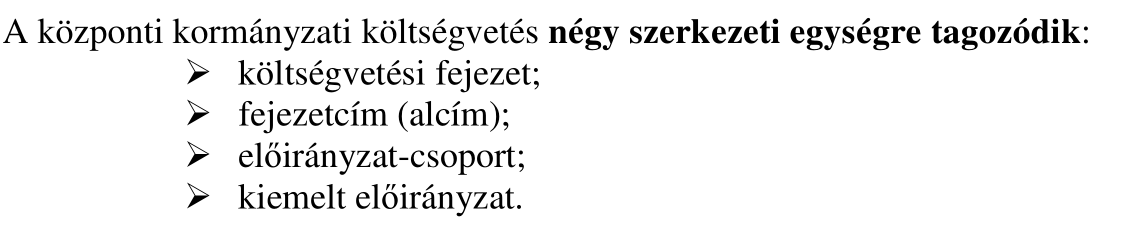 A központi kormányzati költségvetés négy szerkezeti egységre tagozódik:
➢ költségvetési fejezet;
➢ fejezetcím (alcím);
➢ előirányzat-csoport;
➢ kiemelt előirányzat.